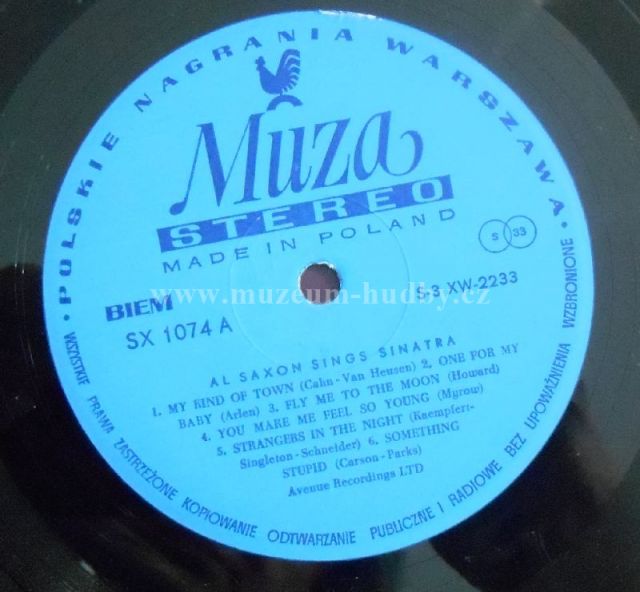 • POLSKIE NAGRANIA WARSZAWA •
Muza
STEREO
MADE IN POLAND
S 33
BIEM
S-3 XW-2233
SX 1074 A
www.muzeum-hudby.cz
AL SAXON SINGS SINATRA
1. MY KIND OF TOWN (Cahn-Van Heusen) 2. ONE FOR MY
BABY (Arlen) 3. FLY ME TO THE MOON (Howard)
4. YOU MAKE ME FEEL SO YOUNG (Myrow)
5. STRANGERS IN THE NIGHT (Kaempfert-
Singleton-Schneider) 6. SOMETHING
STUPID (Carson-Parks)
Avenue Recordings LTD
WSZYSTKIE PRAWA ZASTRZEŻONE KOPIOWANIE ODTWARZANIE PUBLICZNE I RADIOWE BEZ UPOWAŻNIENIA WZBRONIONE